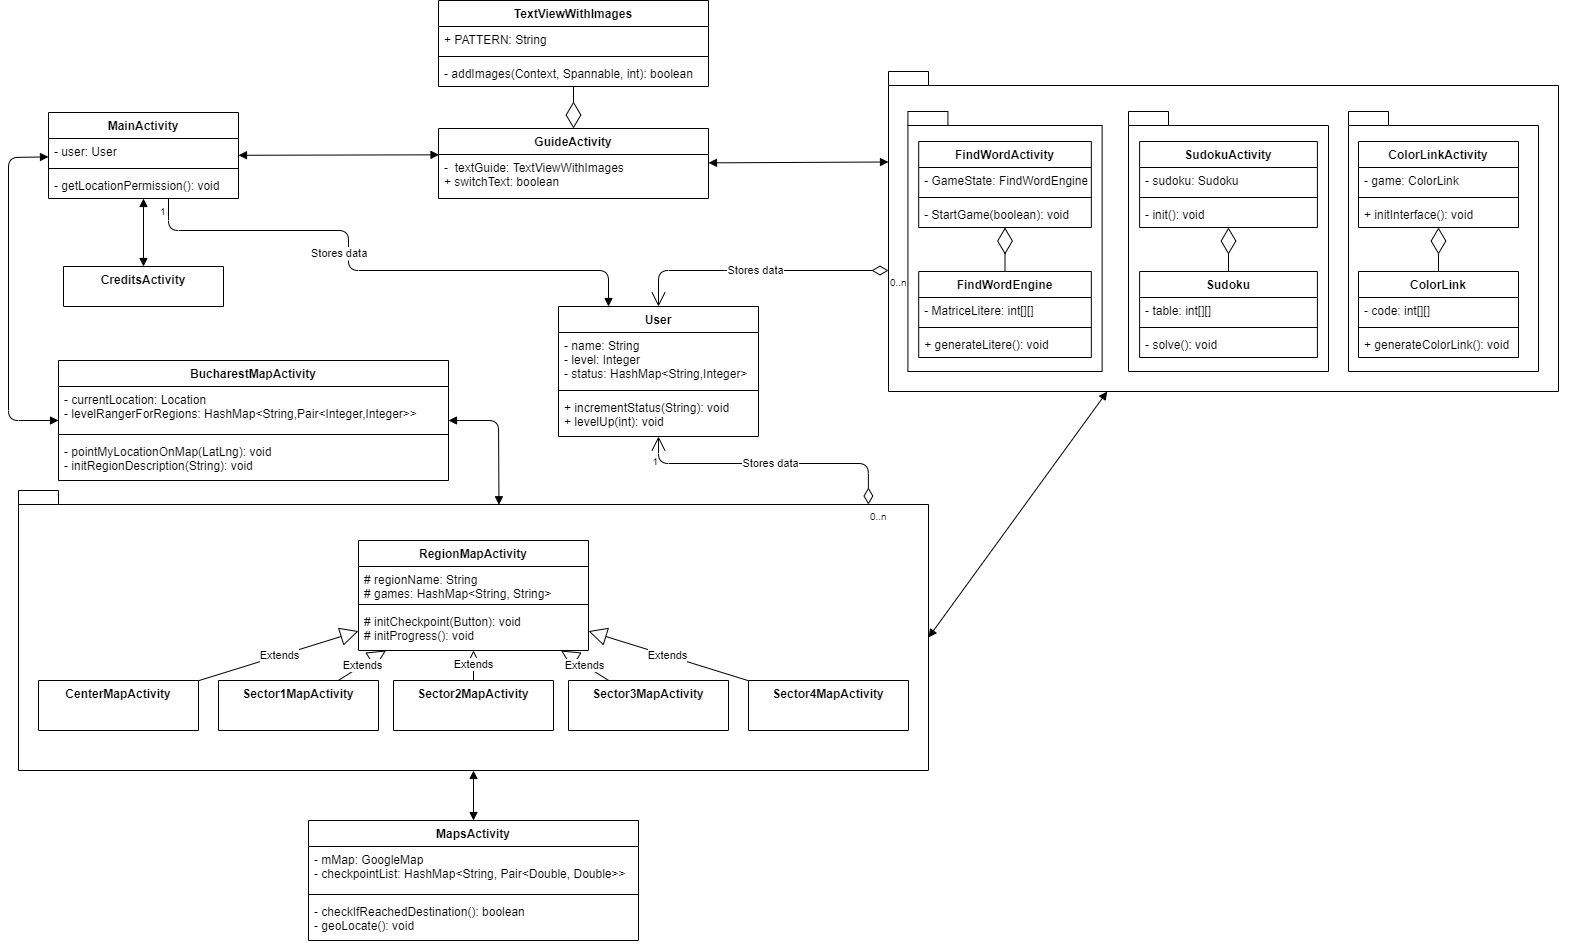 TextViewWithImages
+ PATTERN: String
- addImages(Context, Spannable, int): boolean
MainActivity
- user: User
- getLocationPermission(): void
GuideActivity
- textGuide: TextViewWithImages
+ switchText: boolean
FindWordActivity
- GameState: FindWordEngine
- StartGame(boolean): void
SudokuActivity
- sudoku: Sudoku
- init(): void
ColorLinkActivity
- game: ColorLink
+ initInterface(): void
1
Stores data
Stores data
0..n
CreditsActivity
FindWordEngine
- MatriceLitere: int[][]
+ generateLitere(): void
Sudoku
- table: int[][]
- solve(): void
ColorLink
- code: int[][]
+ generateColorLink(): void
User
- name: String
- level: Integer
- status: HashMap<String,Integer>
+ incrementStatus(String): void
+ levelUp(int): void
BucharestMapActivity
- currentLocation: Location
- levelRangerForRegions: HashMap<String,Pair<Integer,Integer>>
- pointMyLocationOnMap(LatLng): void
- initRegionDescription(String): void
1
Stores data
0..n
RegionMapActivity
# regionName: String
# games: HashMap<String, String>
# initCheckpoint(Button): void
# initProgress(): void
Extends
Extends
Extends
Extends
Extends
CenterMapActivity
Sector1MapActivity
Sector2MapActivity
Sector3MapActivity
Sector4MapActivity
MapsActivity
- mMap: GoogleMap
- checkpointList: HashMap<String, Pair<Double, Double>>
- checkIfReachedDestination(): boolean
- geoLocate(): void